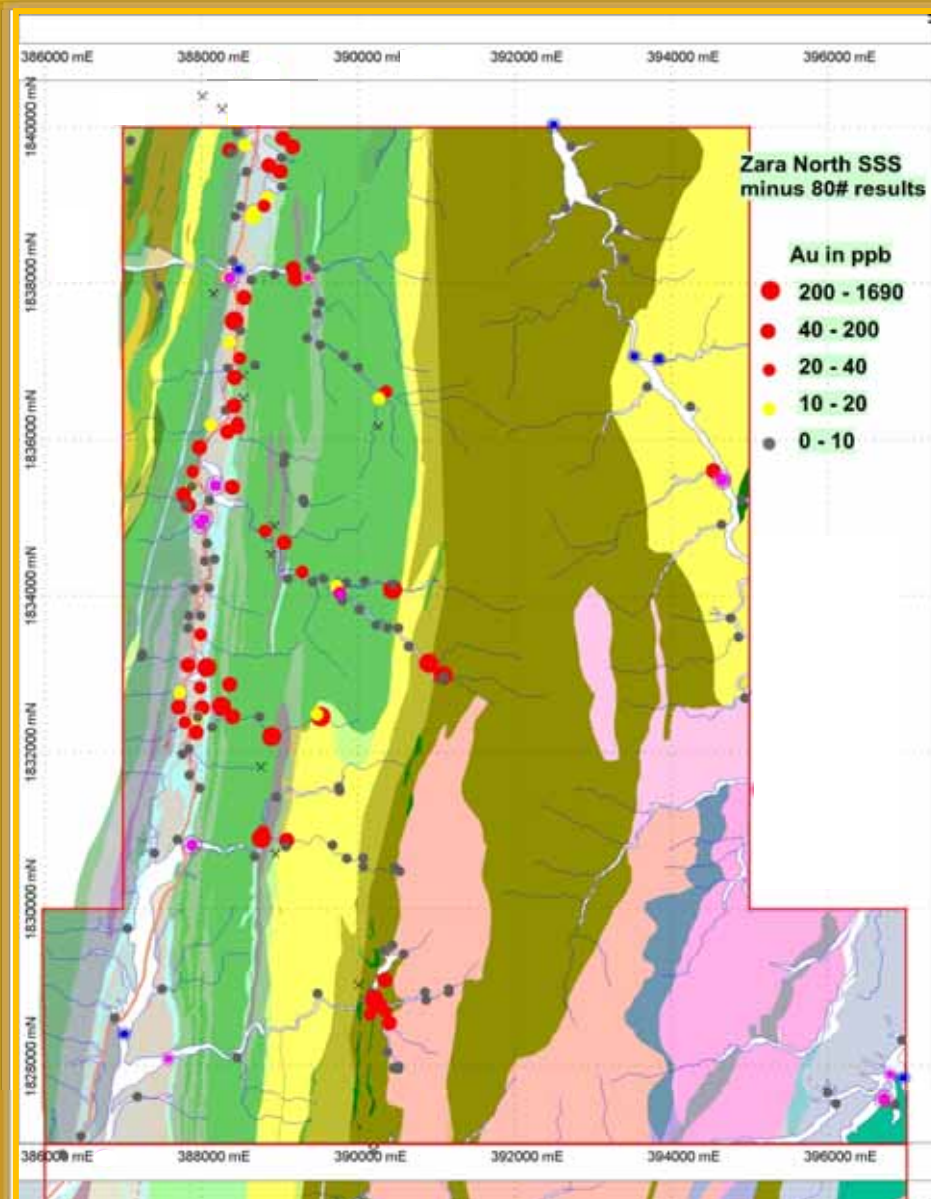 386000 mE 388000 mE 390000 mE 392000 mE 394000 mE 396000 mE
1840000 mN
Zara North SSS
minus 80# results
Au in ppb
200 - 1690
40 - 200
20 - 40
10 - 20
0 - 10
1838000 mN
1836000 mN
1834000 mN
1832000 mN
1830000 mN
1828000 mN
386000 mE 388000 mE 390000 mE 392000 mE 394000 mE 396000 mE